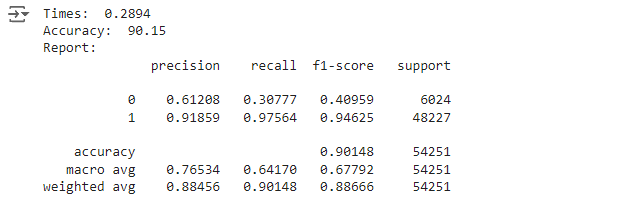 Times:  0.2894
Accuracy:  90.15
Report:
              precision    recall  f1-score   support

           0    0.61208   0.30777   0.40959      6024
           1    0.91859   0.97564   0.94625     48227

    accuracy                        0.90148     54251
   macro avg    0.76534   0.64170   0.67792     54251
weighted avg    0.88456   0.90148   0.88666     54251